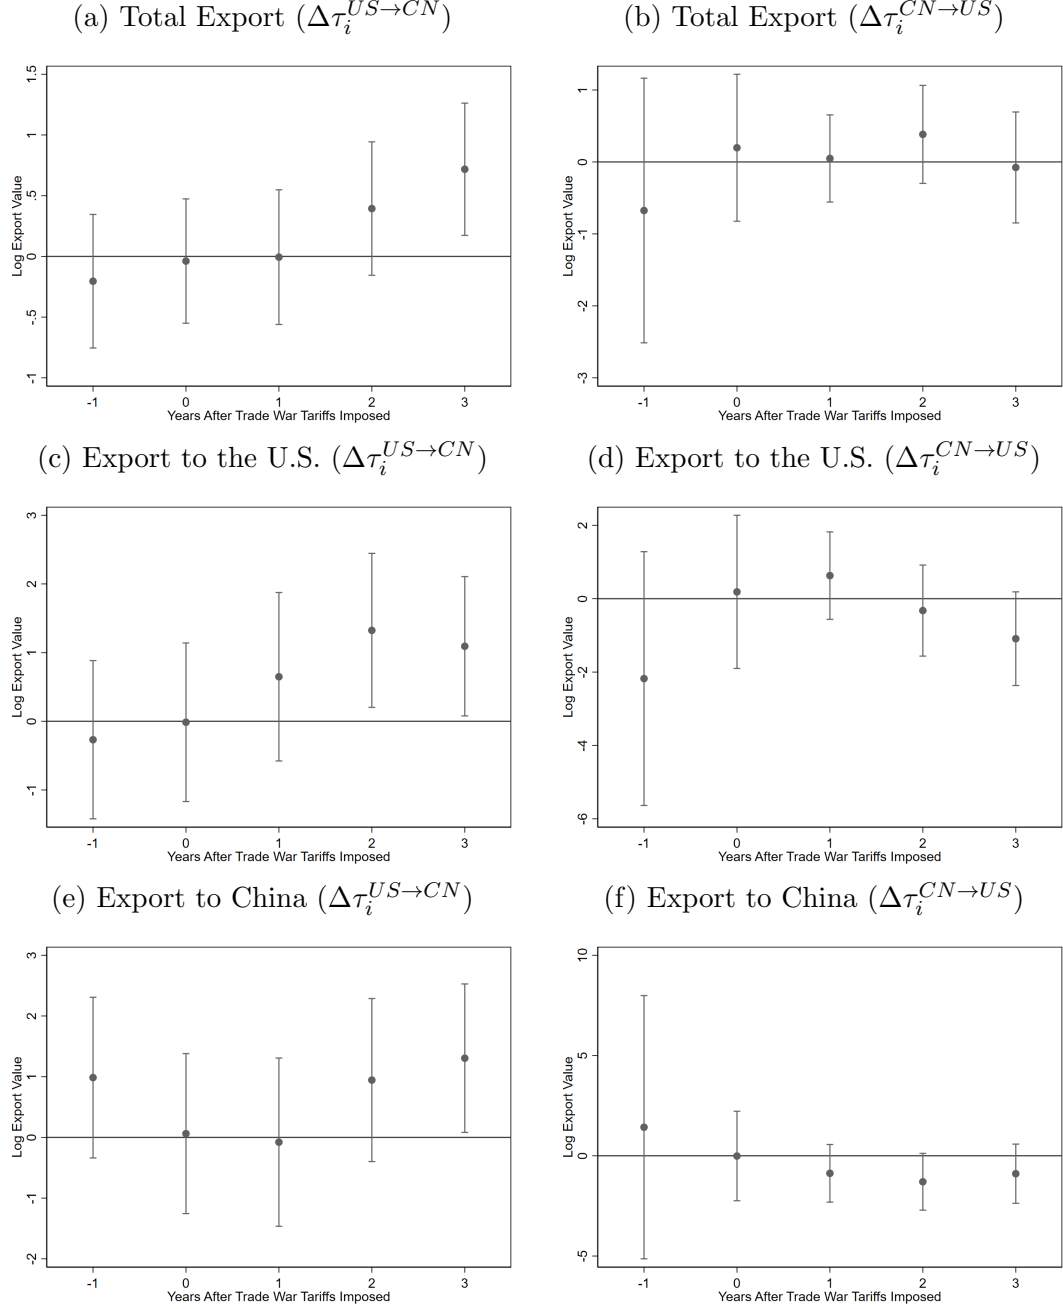 (a) Total Export (Δτ_i^{US→CN})
(b) Total Export (Δτ_i^{CN→US})
Log Export Value
1.5
1
.5
0
-.5
-1
-1 0 1 2 3
Years After Trade War Tariffs Imposed
Log Export Value
1
0
-1
-2
-3
-1 0 1 2 3
Years After Trade War Tariffs Imposed
(c) Export to the U.S. (Δτ_i^{US→CN})
(d) Export to the U.S. (Δτ_i^{CN→US})
Log Export Value
3
2
1
0
-1
-1 0 1 2 3
Years After Trade War Tariffs Imposed
Log Export Value
2
0
-2
-4
-6
-1 0 1 2 3
Years After Trade War Tariffs Imposed
(e) Export to China (Δτ_i^{US→CN})
(f) Export to China (Δτ_i^{CN→US})
Log Export Value
3
2
1
0
-1
-2
-1 0 1 2 3
Years After Trade War Tariffs Imposed
Log Export Value
10
5
0
-5
-1 0 1 2 3
Years After Trade War Tariffs Imposed